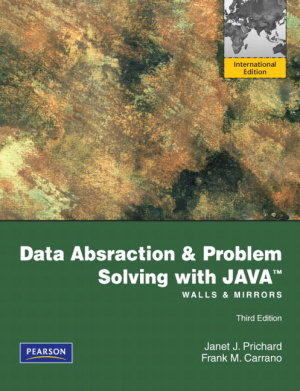 International
Edition
Data Absraction & Problem
Solving with JAVA™
WALLS & MIRRORS
Third Edition
Janet J. Prichard
Frank M. Carrano
PEARSON